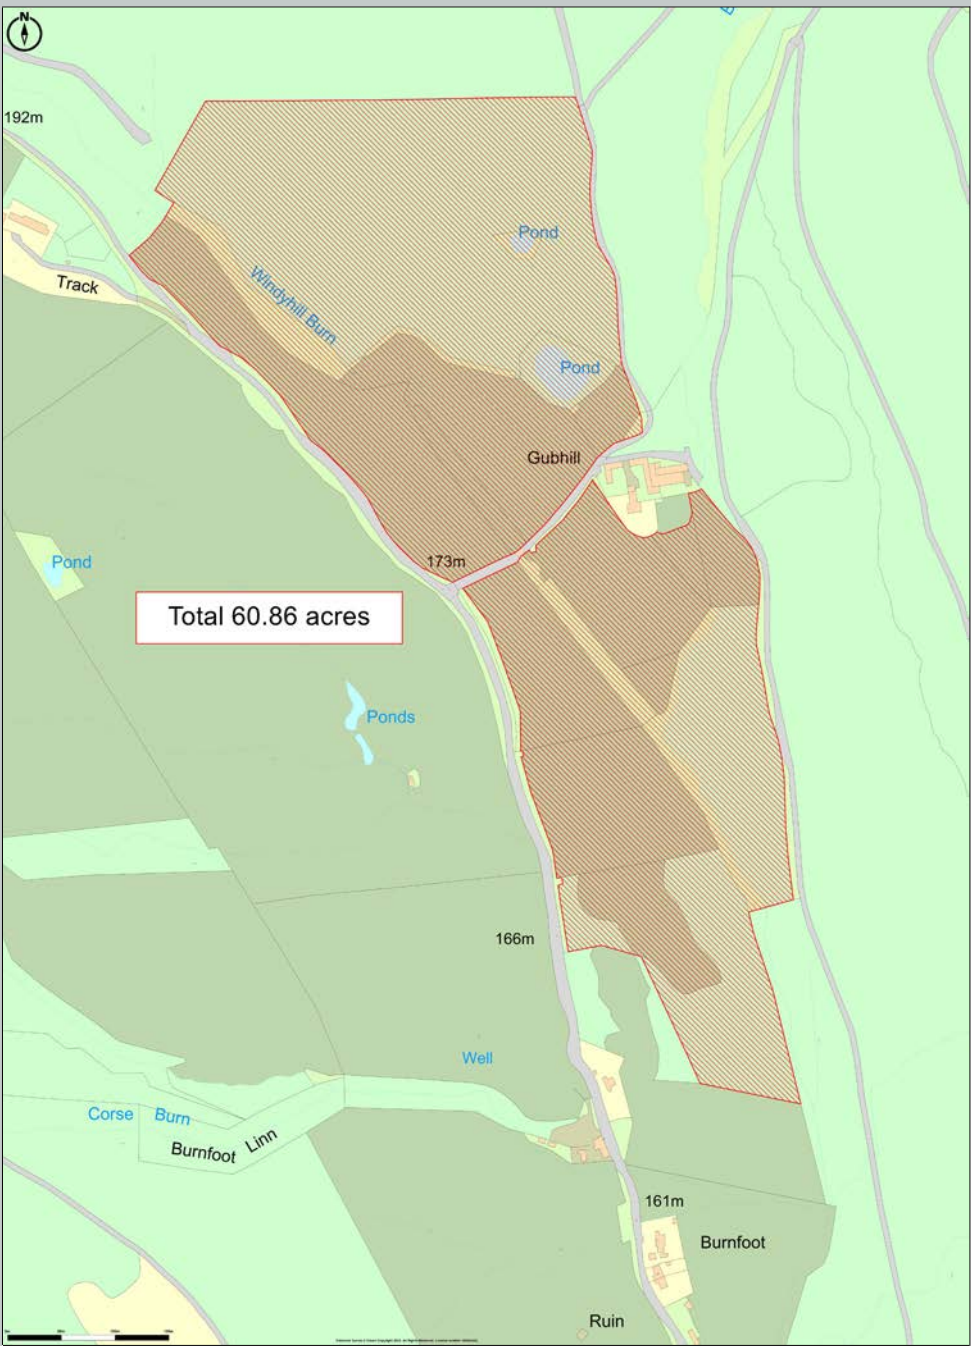 N
192m
Track
Windyhill Burn
Pond
Pond
Gubhill
173m
Pond
Total 60.86 acres
Ponds
166m
Well
Corse Burn
Burnfoot Linn
161m
Burnfoot
Ruin